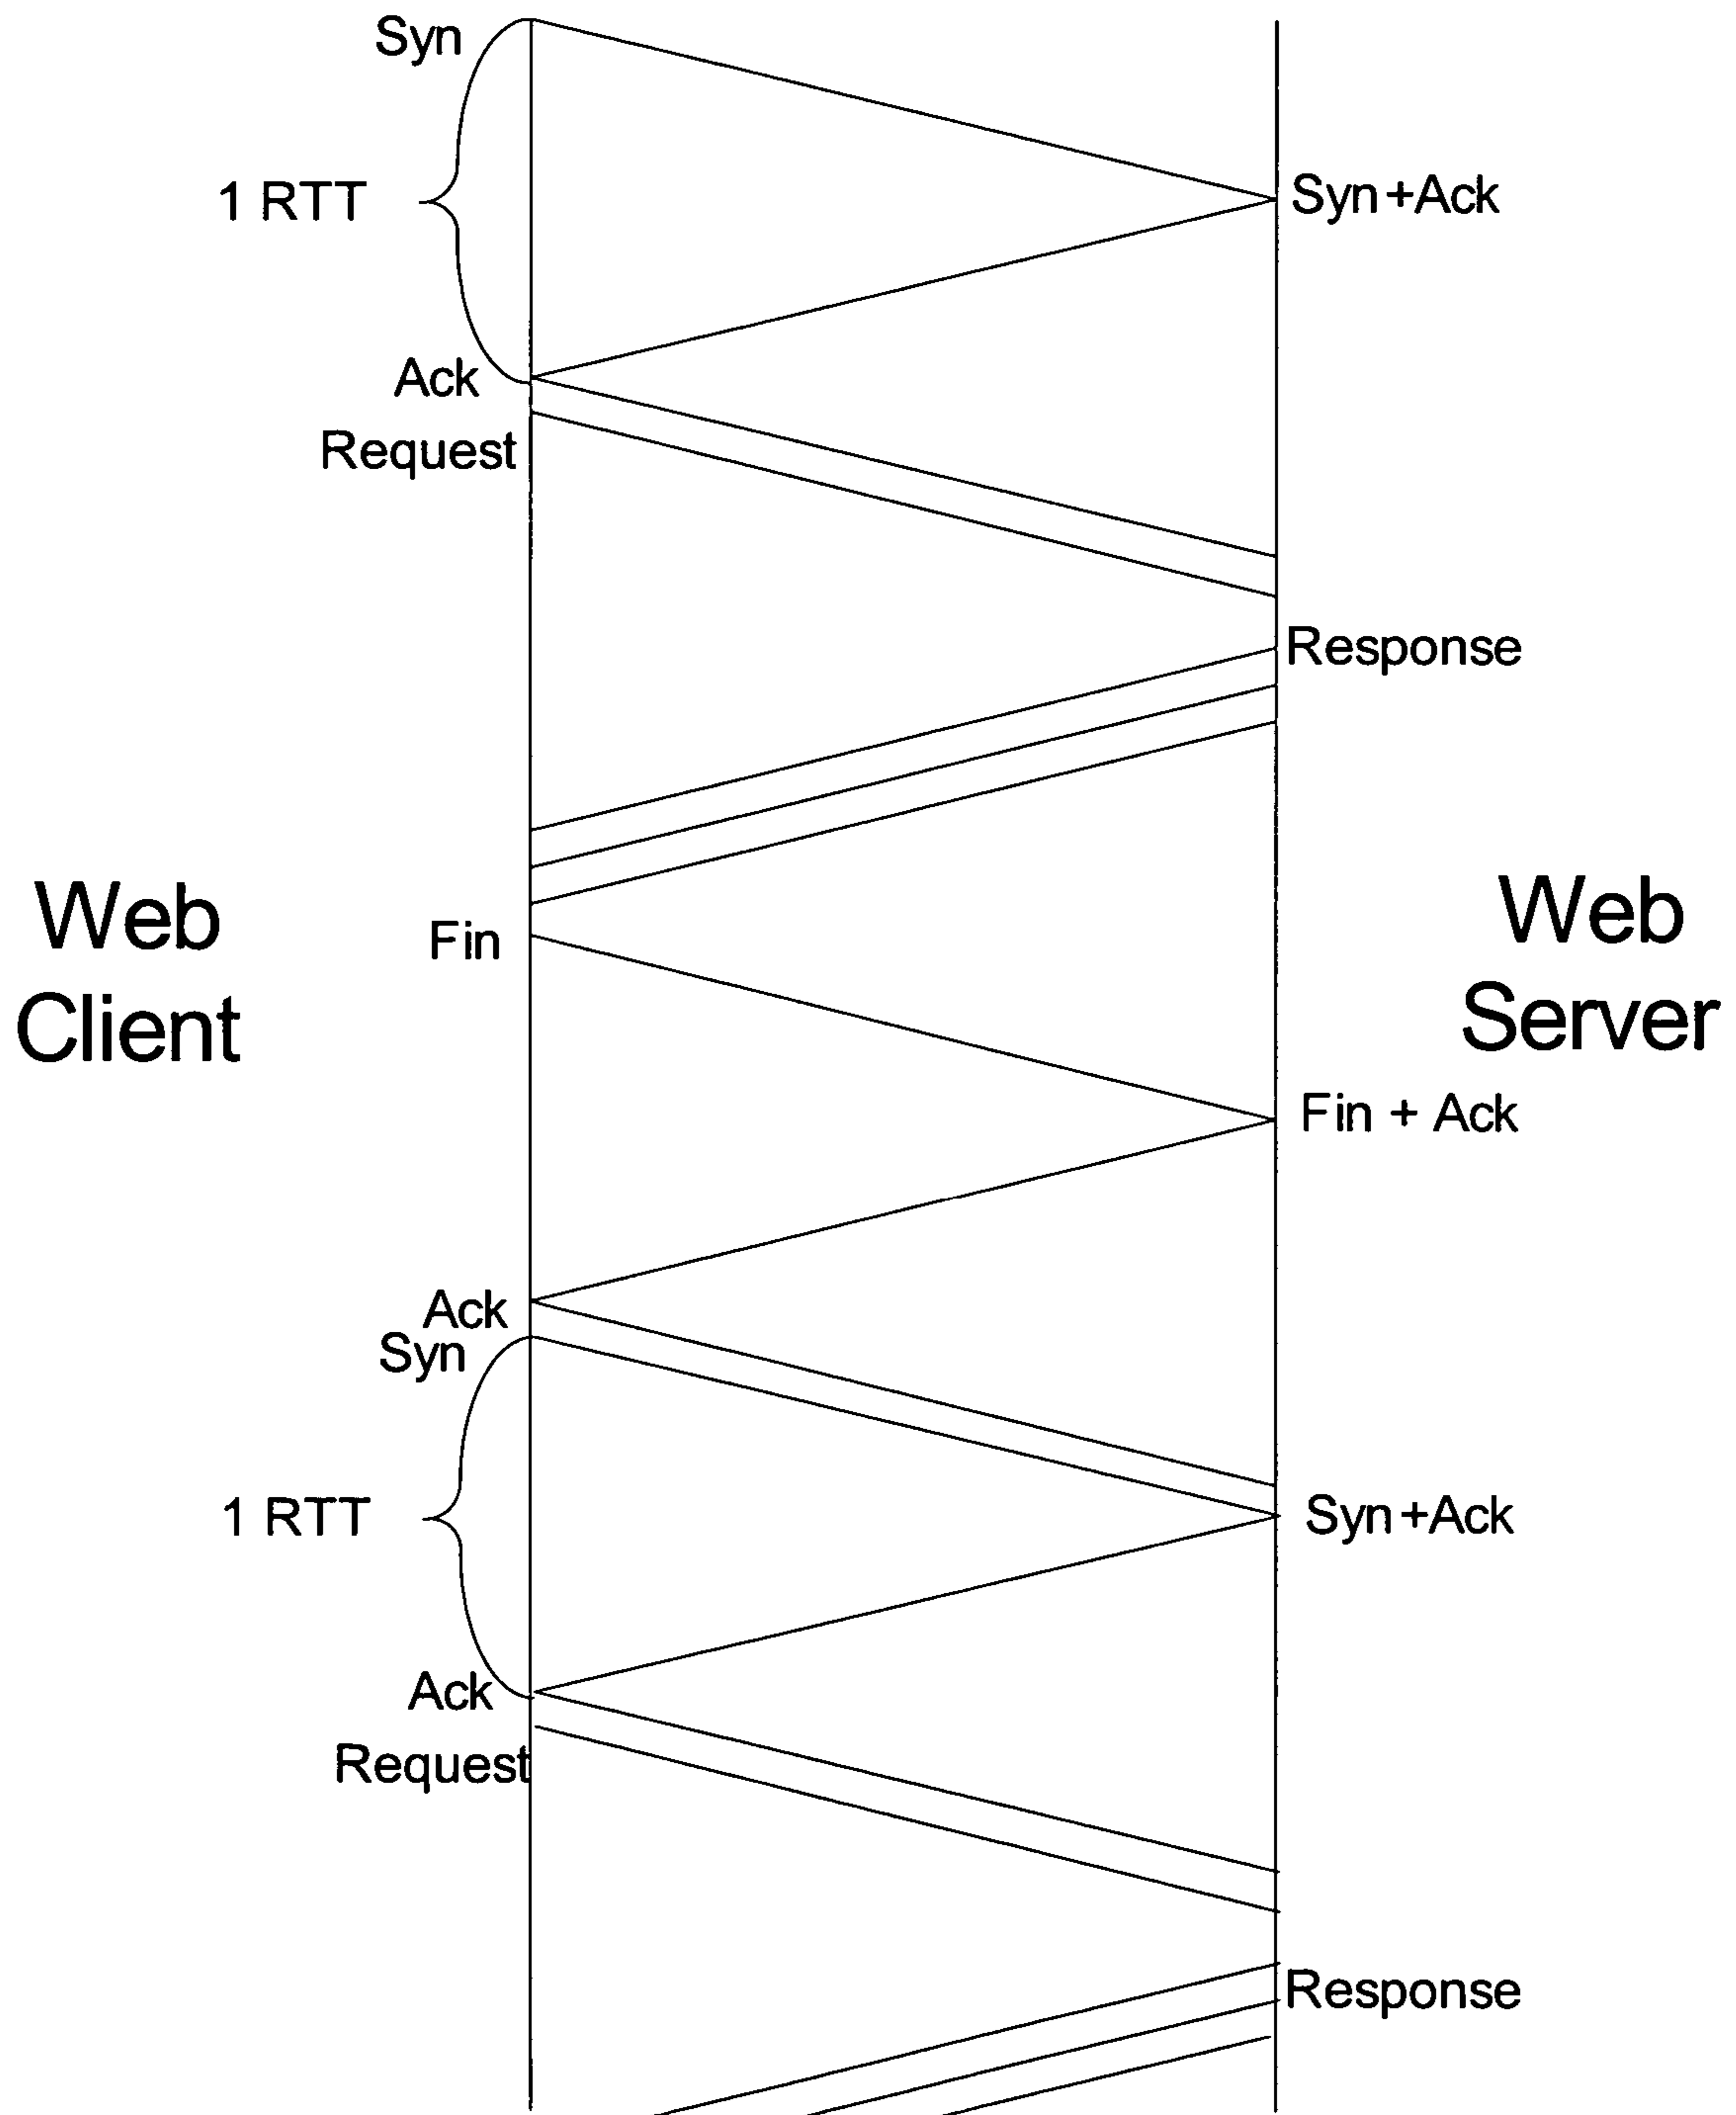 Syn
1 RTT
Syn+Ack
Ack
Request
Response
Web
Client
Fin
Web
Server
Fin + Ack
Ack
Syn
1 RTT
Syn+Ack
Ack
Request
Response